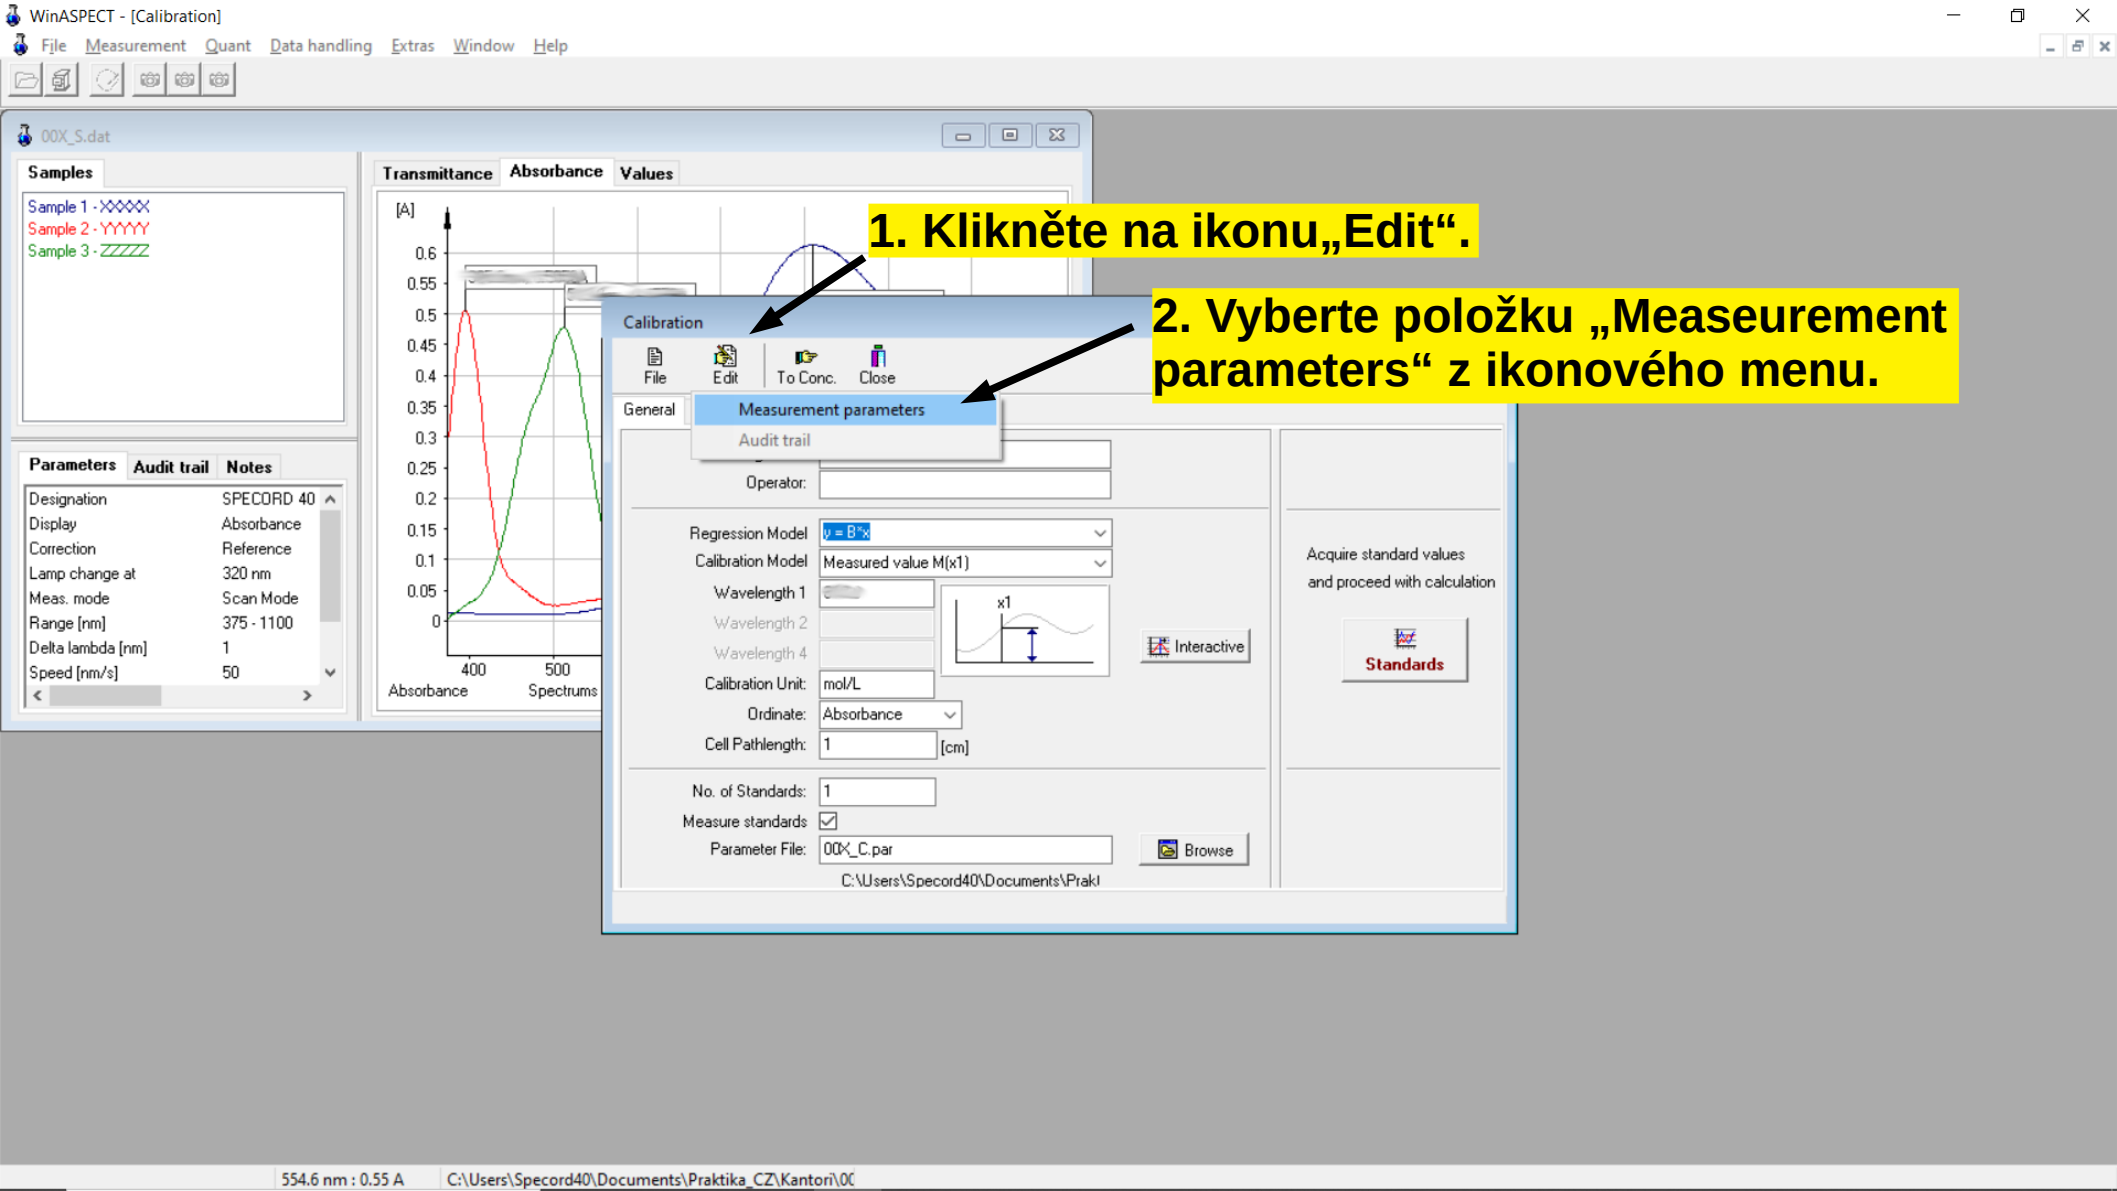 WinASPECT - [Calibration]
File Measurement Quant Data handling Extras Window Help
00X_S.dat
Samples
Sample 1 - XXXXX
Sample 2 - YYYYY
Sample 3 - ZZZZZ
Parameters Audit trail Notes
Designation SPECORD 40
Display Absorbance
Correction Reference
Lamp change at 320 nm
Meas. mode Scan Mode
Range [nm] 375 - 1100
Delta lambda [nm] 1
Speed [nm/s] 50
Transmittance Absorbance Values
[A]
0.6
0.55
0.5
0.45
0.4
0.35
0.3
0.25
0.2
0.15
0.1
0.05
0
400 500
Absorbance Spectrums
1. Klikněte na ikonu„Edit“.
2. Vyberte položku „Measeurement
parameters“ z ikonového menu.
Calibration
File Edit To Conc. Close
General
Measurement parameters
Audit trail
Operator:
Regression Model y = B*x
Calibration Model Measured value M(x1)
Wavelength 1
Wavelength 2
Wavelength 4
x1
Interactive
Calibration Unit: mol/L
Ordinate: Absorbance
Cell Pathlength: 1 [cm]
No. of Standards: 1
Measure standards
Parameter File: 00X_C.par
Browse
C:\Users\Specord40\Documents\Prakt
Acquire standard values
and proceed with calculation
Standards
554.6 nm : 0.55 A C:\Users\Specord40\Documents\Praktika_CZ\Kantori\00